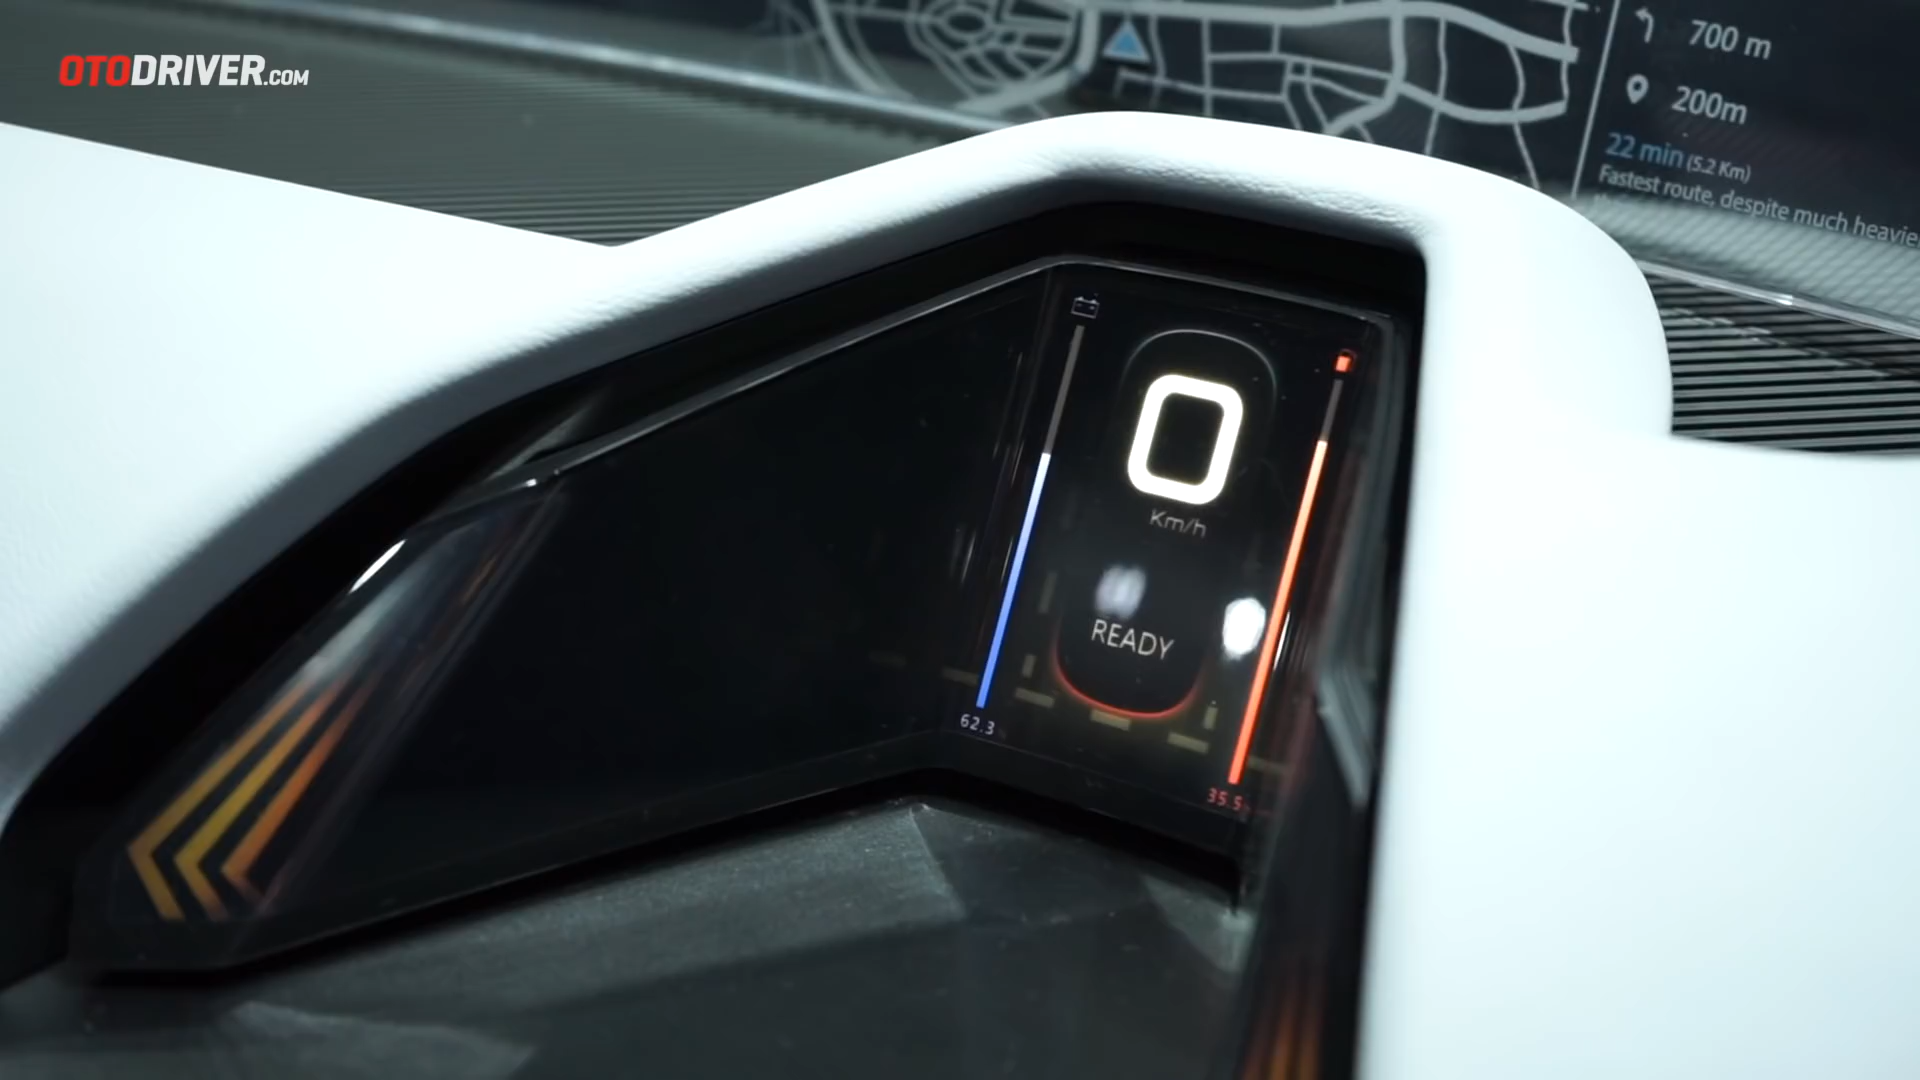 OTODRIVER.COM
700 m
200m
22 min (5.2 Km)
Fastest route, despite much heavie
0
Km/h
READY
62.3
35.5